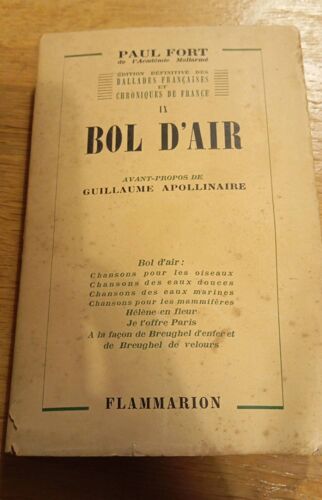 PAUL FORT
de l'Académie Mallarmé
ÉDITION DÉFINITIVE DES
BALLADES FRANÇAISES
ET
CHRONIQUES DE FRANCE
IX
BOL D'AIR
AVANT-PROPOS DE
GUILLAUME APOLLINAIRE
Bol d'air :
Chansons pour les oiseaux
Chansons des eaux douces
Chansons des eaux marines
Chansons pour les mammifères
Hélène en fleur
Je t'offre Paris
A la façon de Breughel d'enfer et
de Breughel de velours
FLAMMARION